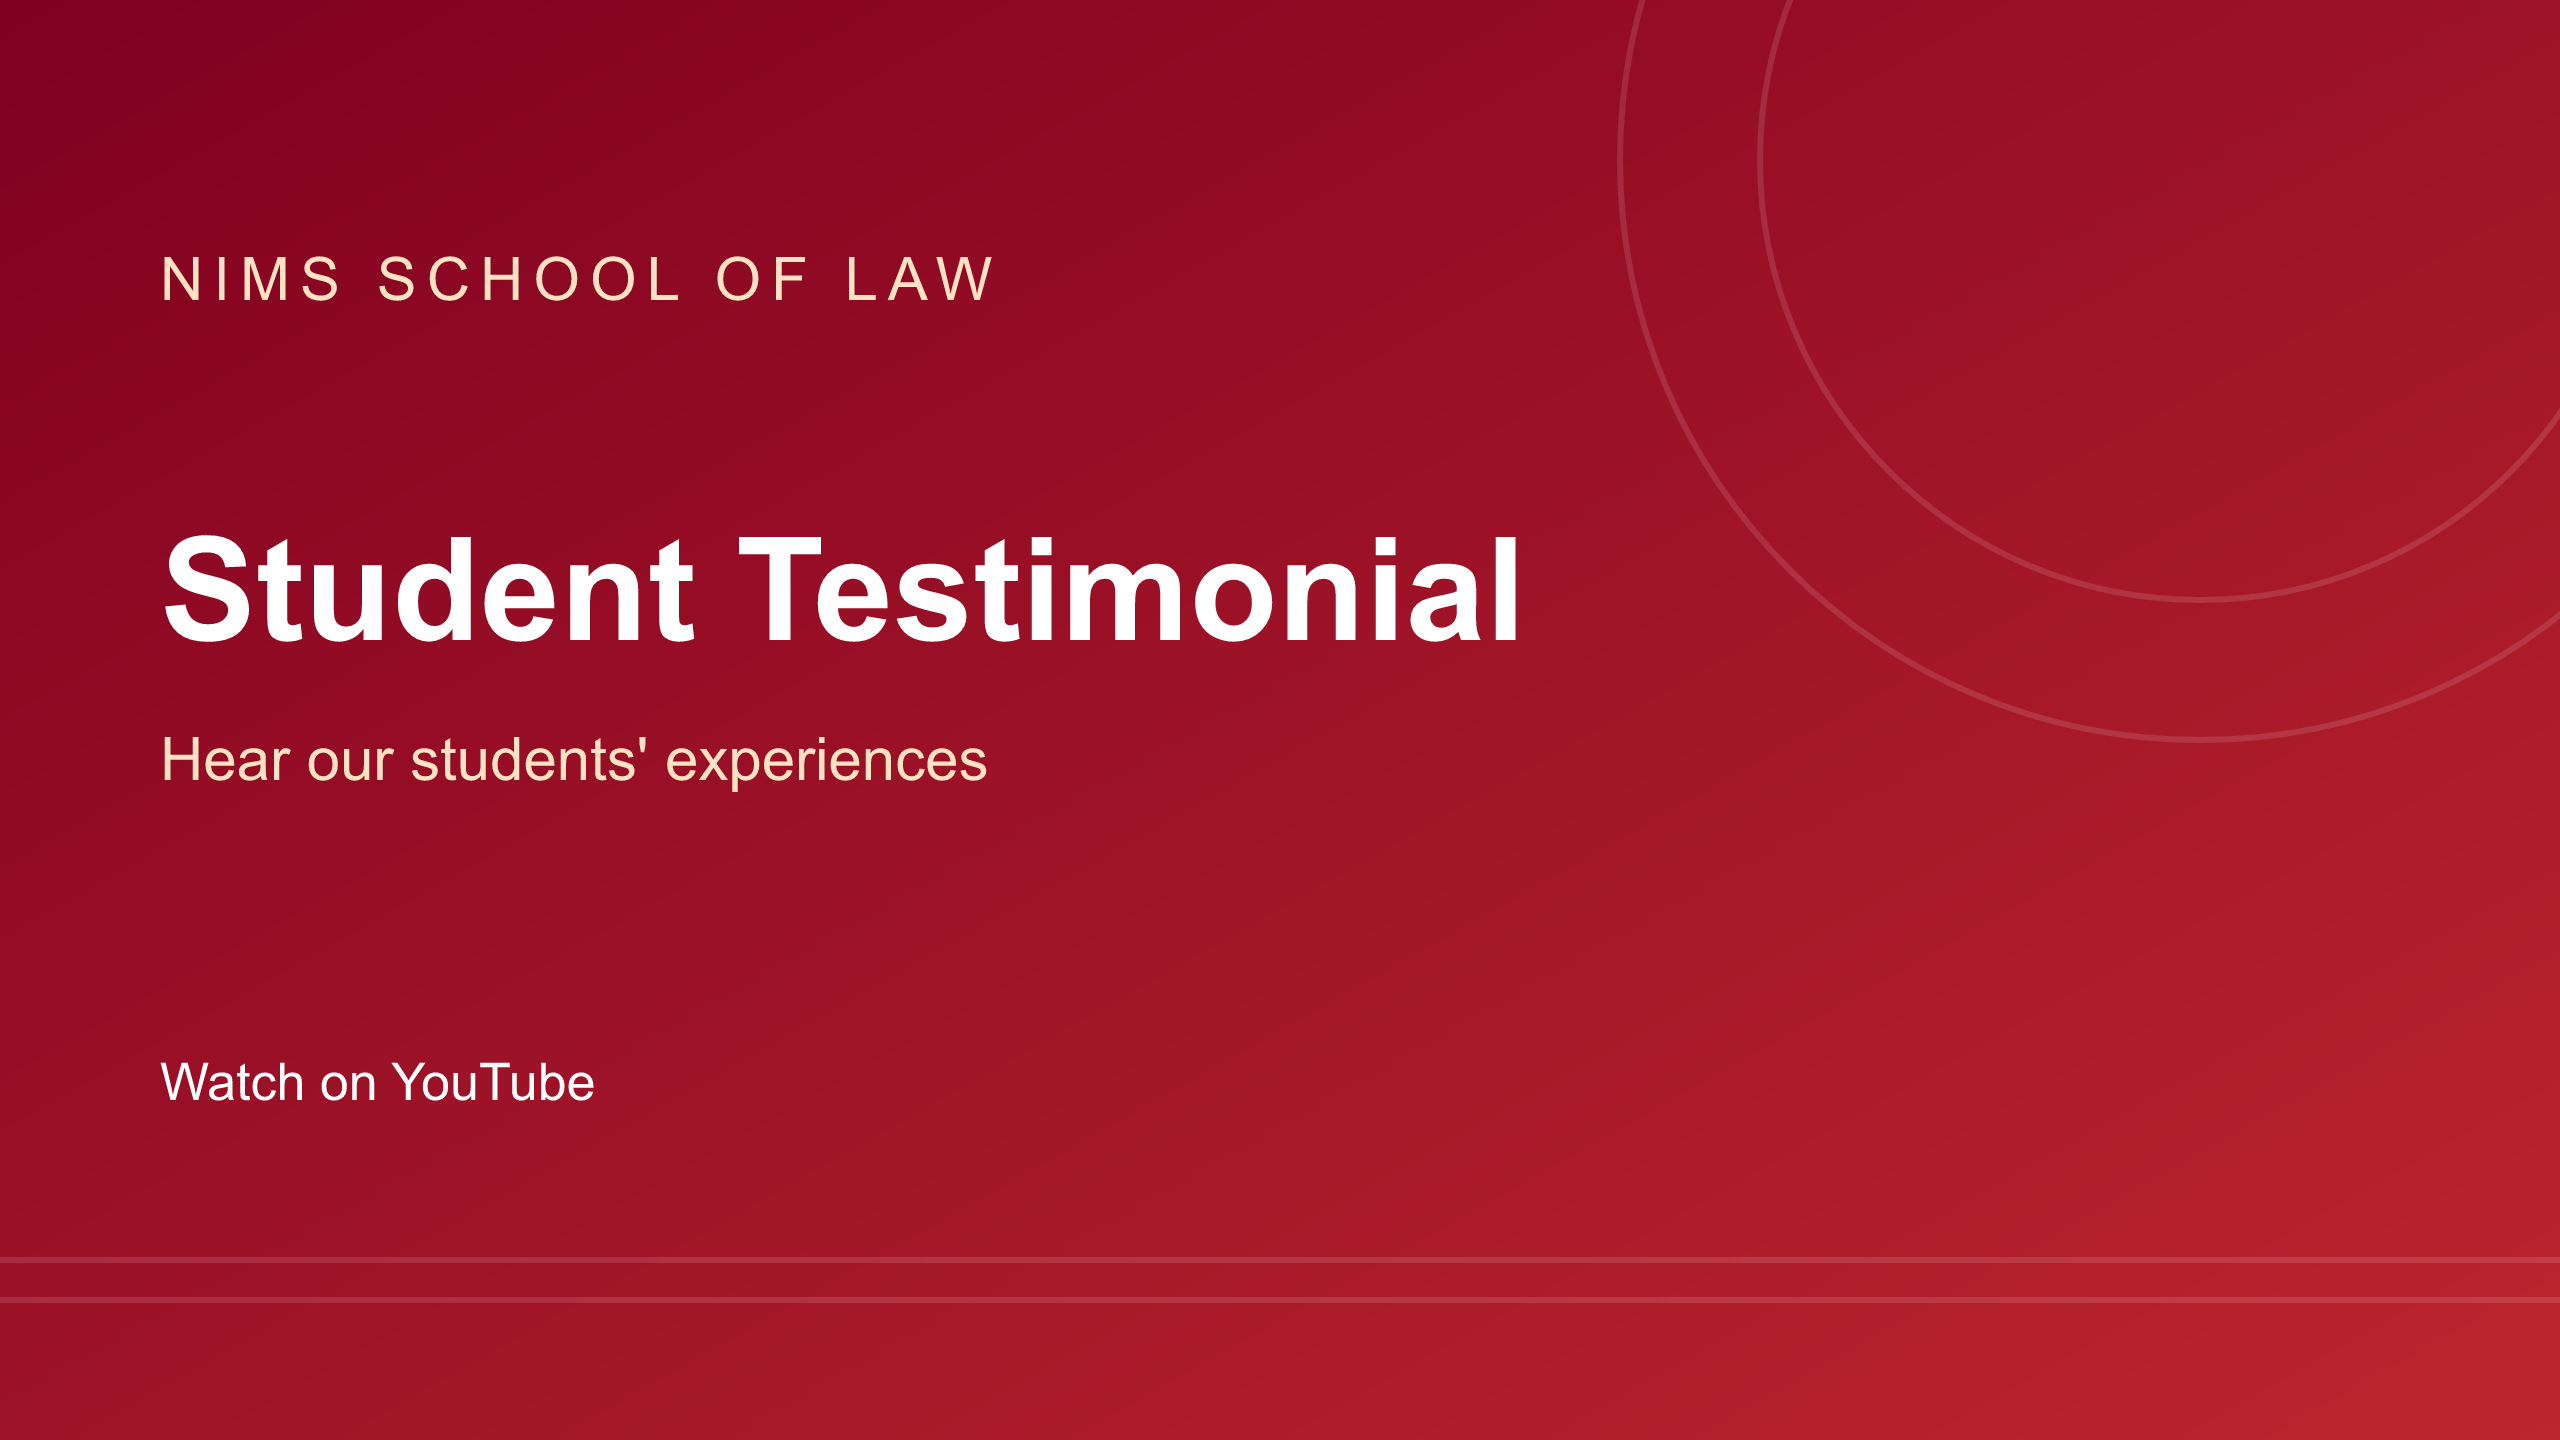 NIMS SCHOOL OF LAW
Student Testimonial
Hear our students' experiences
Watch on YouTube